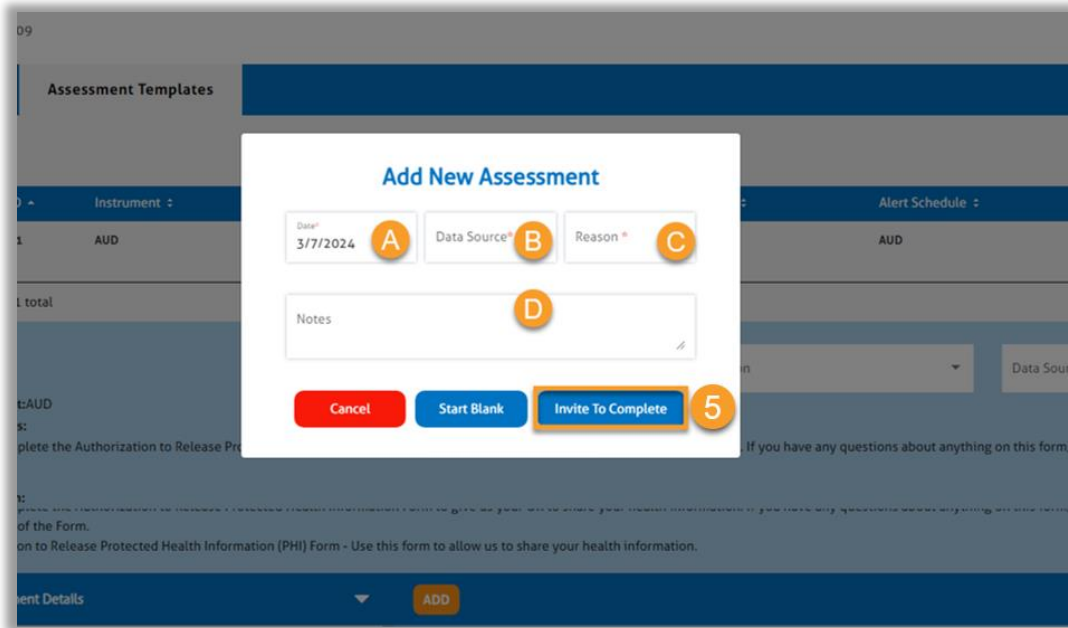 09
Assessment Templates
Add New Assessment
Instrument
Alert Schedule
Date*
3/7/2024 A
Data Source* B
Reason * C
1 AUD
AUD
1 total
Notes D
Data Sour
t:AUD
s:
Cancel Start Blank Invite To Complete 5
plete the Authorization to Release Pro . If you have any questions about anything on this form,
n:
of the Form.
on to Release Protected Health Information (PHI) Form - Use this form to allow us to share your health information.
ent Details ADD